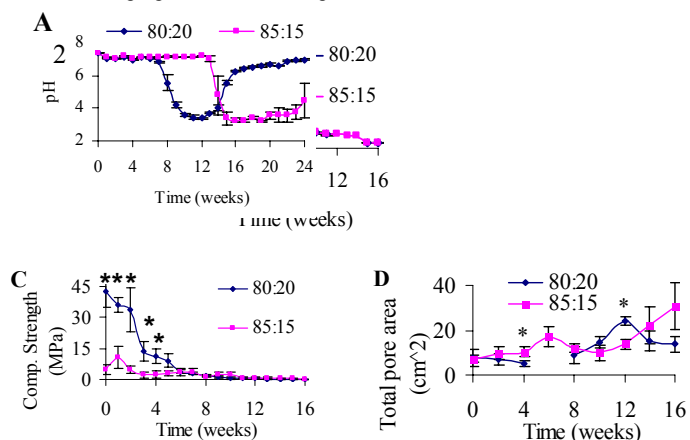 A
80:20 85:15
pH
8
6
4
2
0 4 8 12 16 20 24
Time (weeks)
2
80:20
85:15
12 16
Time (weeks)
C
80:20
85:15
Comp. Strength
(MPa)
45
30
15
0
***
*
*
0 4 8 12 16
Time (weeks)
D
80:20
85:15
Total pore area
(cm^2)
40
20
0
*
*
0 4 8 12 16
Time (weeks)